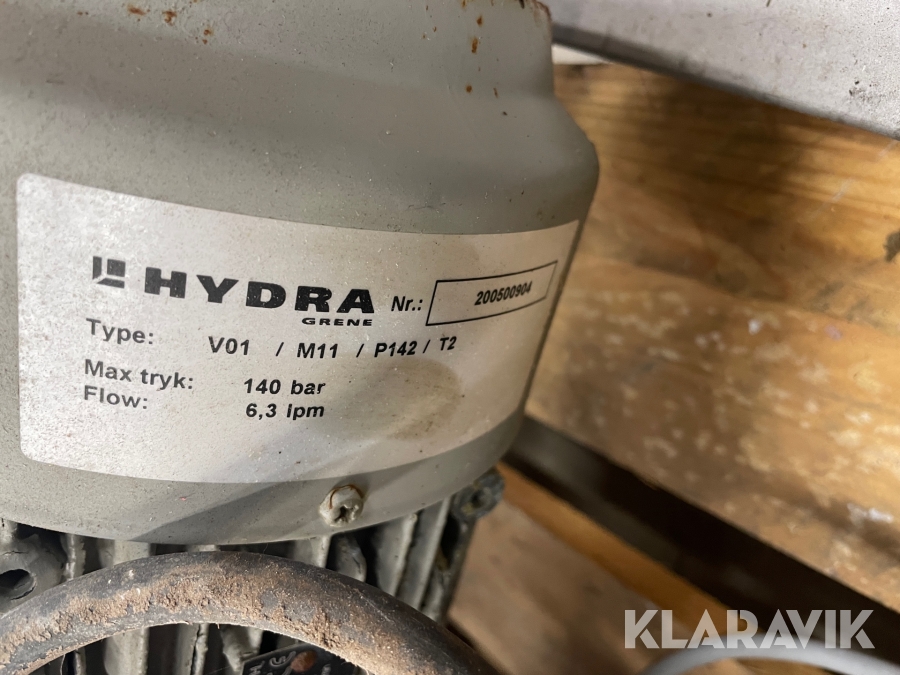 HYDRA
GRENE
Nr.: 200500904
Type: V01 / M11 / P142 / T2
Max tryk: 140 bar
Flow: 6,3 lpm
KLARAVIK